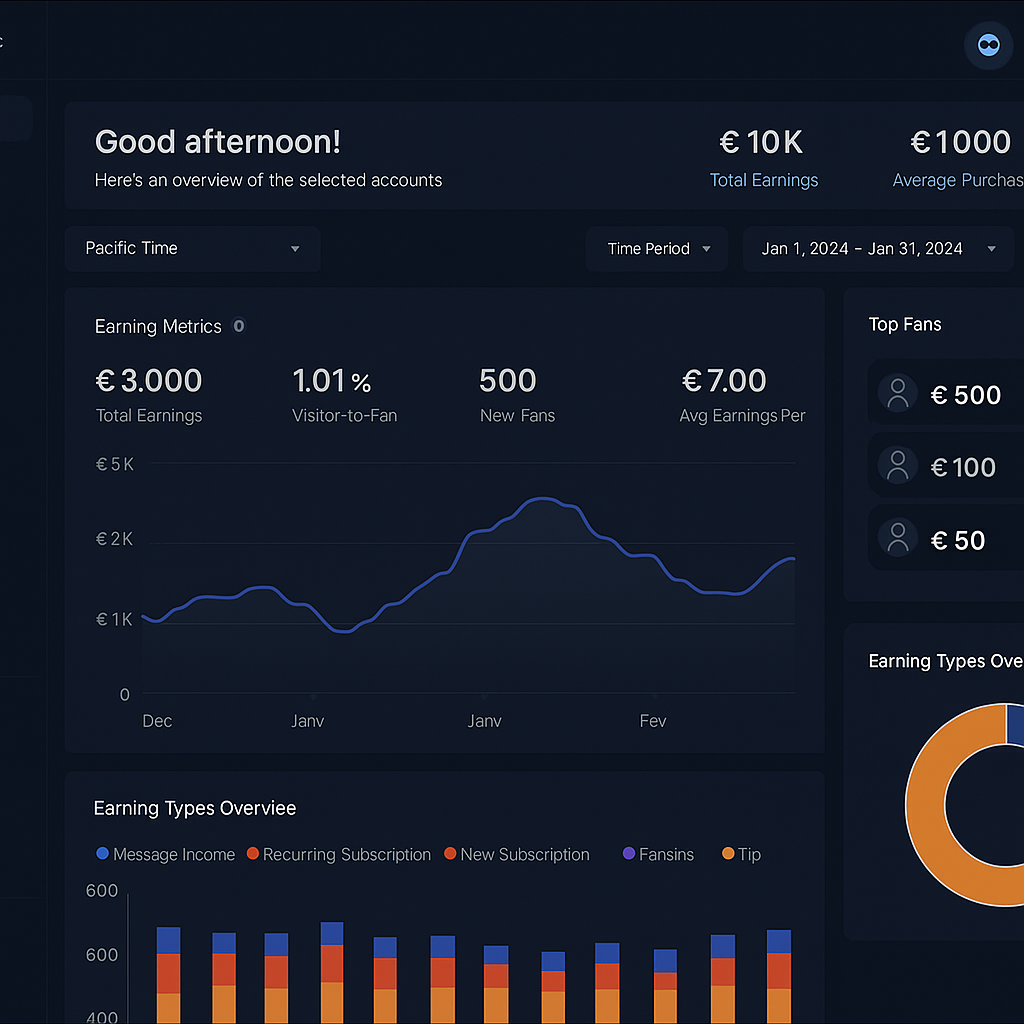 c
Good afternoon!
Here's an overview of the selected accounts
€ 10K
Total Earnings
€ 1000
Average Purchas
Pacific Time
Time Period
Jan 1, 2024 – Jan 31, 2024
Earning Metrics 0
€ 3.000
Total Earnings
1.01 %
Visitor-to-Fan
500
New Fans
€ 7.00
Avg Earnings Per
€ 5K
€ 2K
€ 1K
0
Dec Janv Janv Fev
Top Fans
€ 500
€ 100
€ 50
Earning Types Overviee
Message Income Recurring Subscription New Subscription Fansins Tip
600
600
400
Earning Types Ove